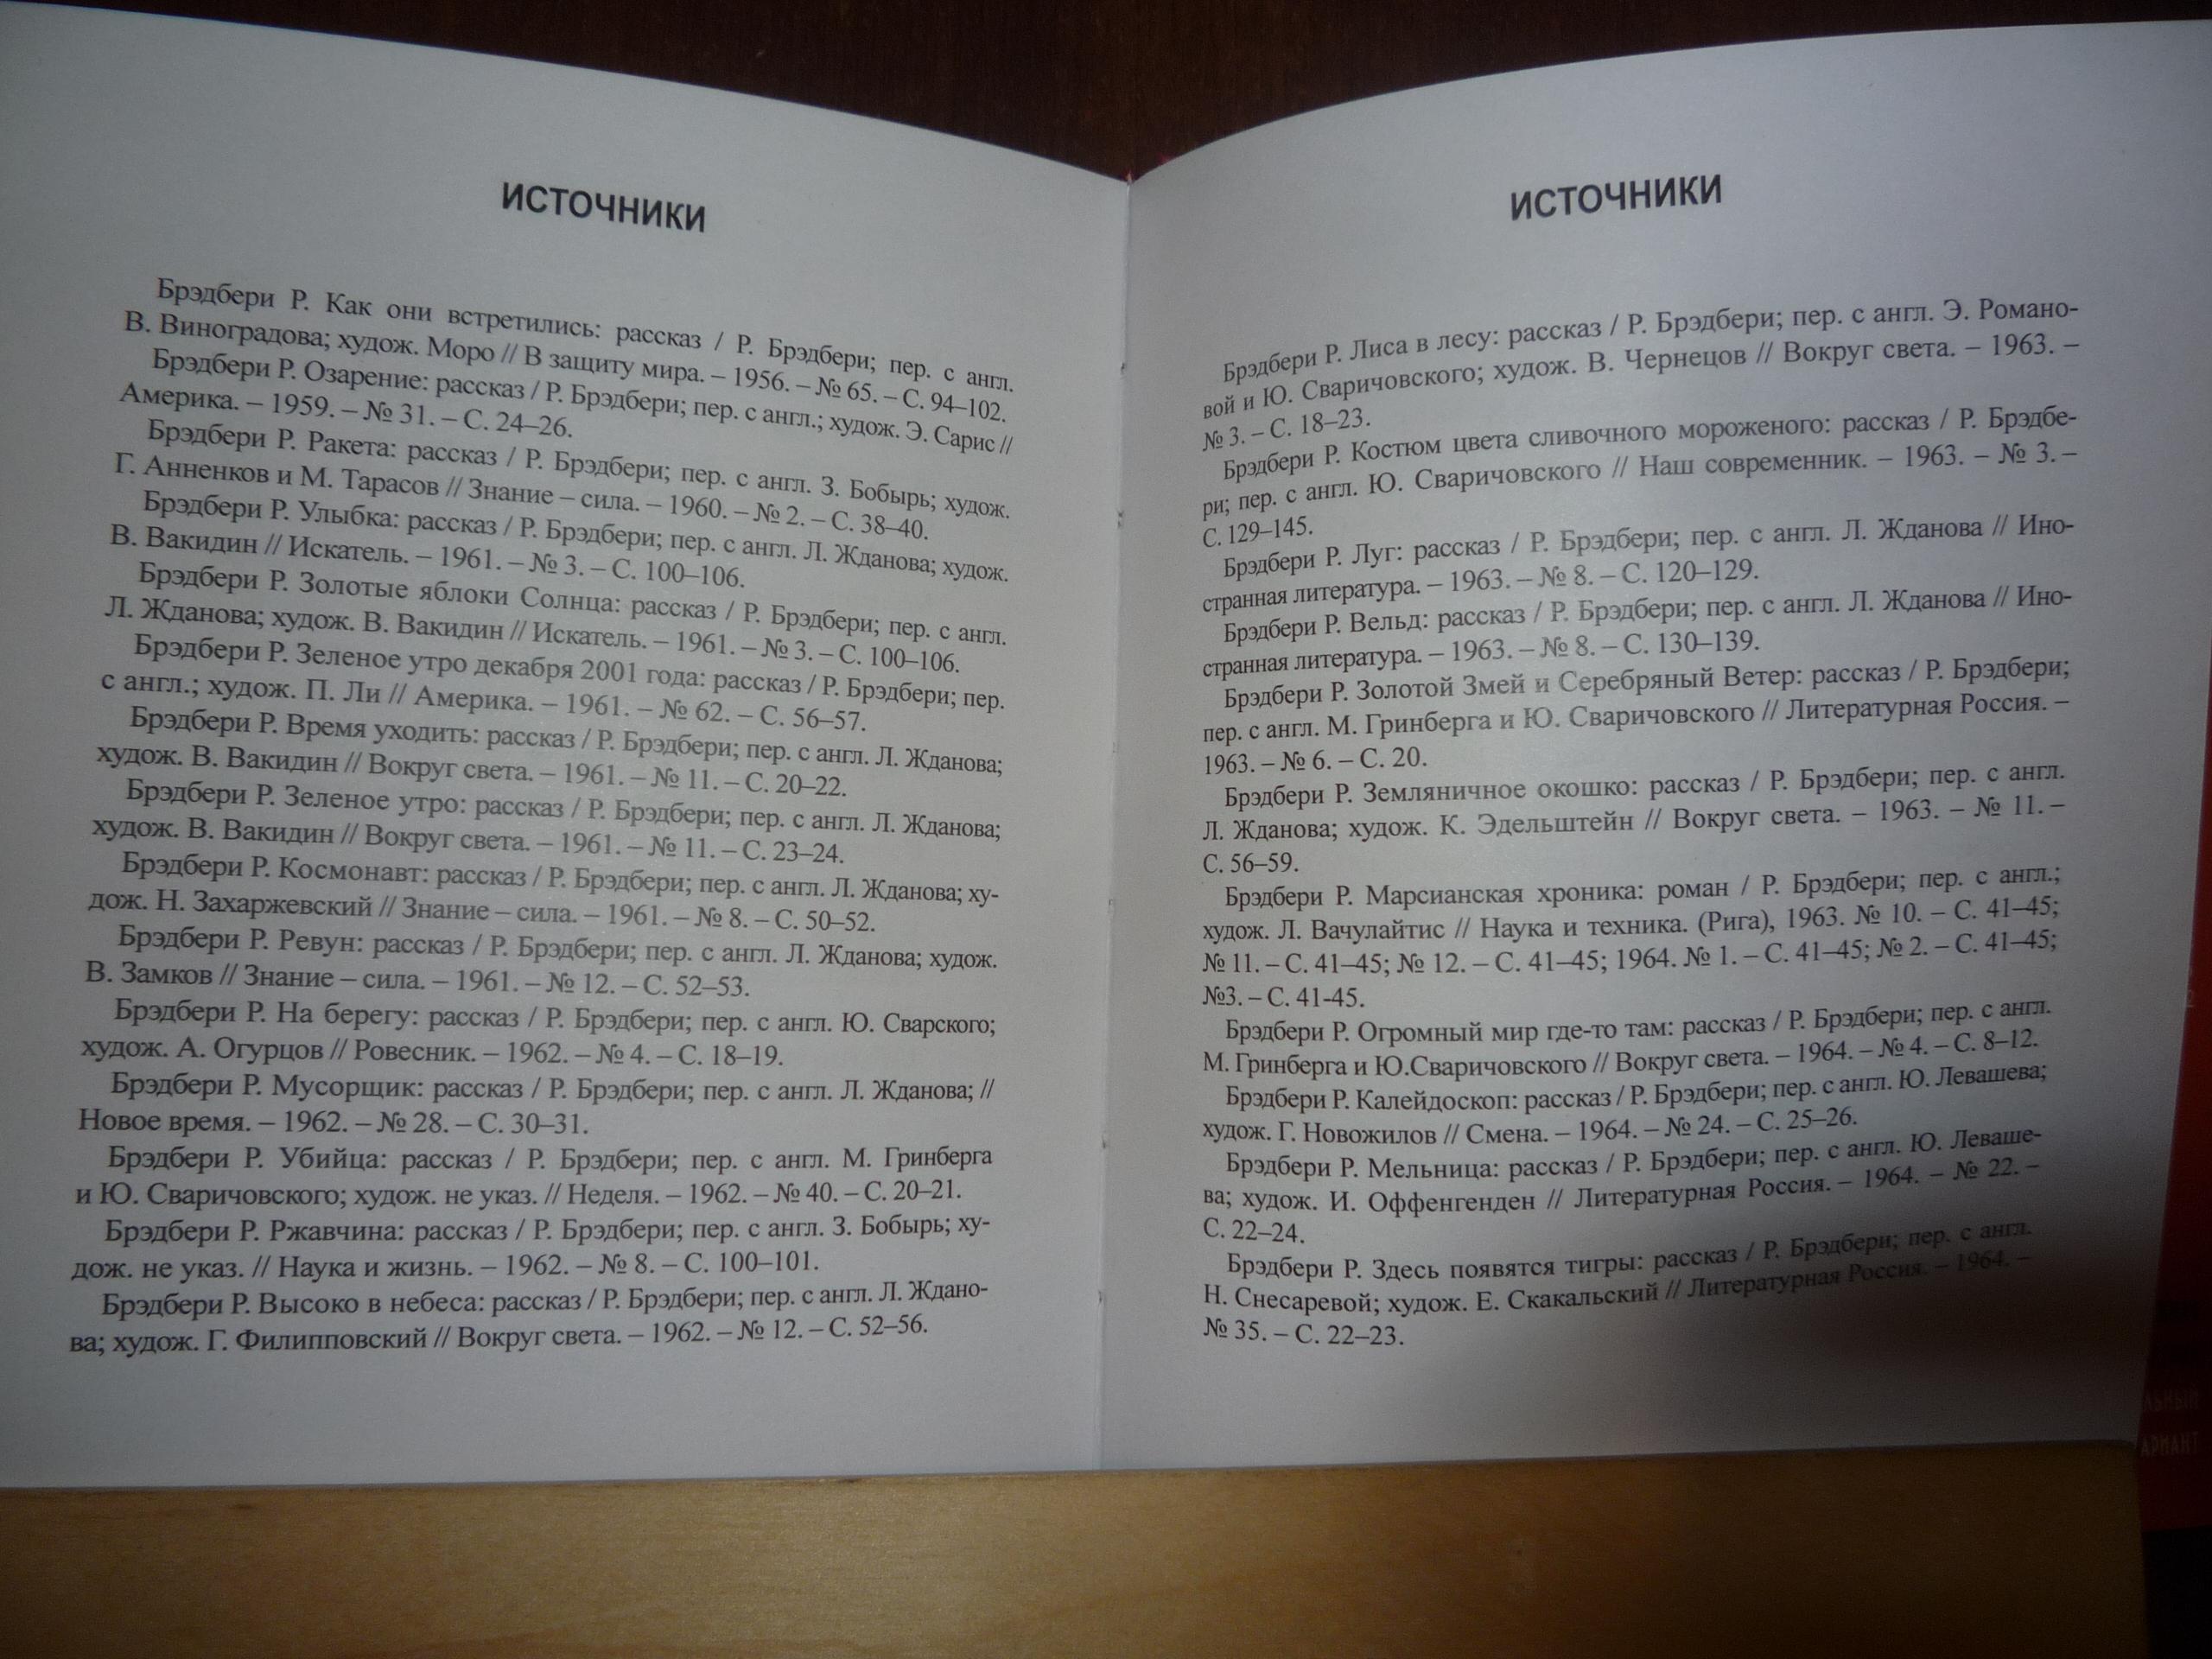 ИСТОЧНИКИ
Брэдбери Р. Как они встретились: рассказ / Р. Брэдбери; пер. с англ.
В. Виноградова; худож. Моро // В защиту мира. – 1956. – № 65. – С. 94–102.
Брэдбери Р. Озарение: рассказ / Р. Брэдбери; пер. с англ.; худож. Э. Сарис //
Америка. – 1959. – № 31. – С. 24–26.
Брэдбери Р. Ракета: рассказ / Р. Брэдбери; пер. с англ. З. Бобырь; худож.
Г. Анненков и М. Тарасов // Знание – сила. – 1960. – № 2. – С. 38–40.
Брэдбери Р. Улыбка: рассказ / Р. Брэдбери; пер. с англ. Л. Жданова; худож.
В. Вакидин // Искатель. – 1961. – № 3. – С. 100–106.
Брэдбери Р. Золотые яблоки Солнца: рассказ / Р. Брэдбери; пер. с англ.
Л. Жданова; худож. В. Вакидин // Искатель. – 1961. – № 3. – С. 100–106.
Брэдбери Р. Зеленое утро декабря 2001 года: рассказ / Р. Брэдбери; пер.
с англ.; худож. П. Ли // Америка. – 1961. – № 62. – С. 56–57.
Брэдбери Р. Время уходить: рассказ / Р. Брэдбери; пер. с англ. Л. Жданова;
худож. В. Вакидин // Вокруг света. – 1961. – № 11. – С. 20–22.
Брэдбери Р. Зеленое утро: рассказ / Р. Брэдбери; пер. с англ. Л. Жданова;
худож. В. Вакидин // Вокруг света. – 1961. – № 11. – С. 23–24.
Брэдбери Р. Космонавт: рассказ / Р. Брэдбери; пер. с англ. Л. Жданова; ху-
дож. Н. Захаржевский // Знание – сила. – 1961. – № 8. – С. 50–52.
Брэдбери Р. Ревун: рассказ / Р. Брэдбери; пер. с англ. Л. Жданова; худож.
В. Замков // Знание – сила. – 1961. – № 12. – С. 52–53.
Брэдбери Р. На берегу: рассказ / Р. Брэдбери; пер. с англ. Ю. Сварского;
худож. А. Огурцов // Ровесник. – 1962. – № 4. – С. 18–19.
Брэдбери Р. Мусорщик: рассказ / Р. Брэдбери; пер. с англ. Л. Жданова; //
Новое время. – 1962. – № 28. – С. 30–31.
Брэдбери Р. Убийца: рассказ / Р. Брэдбери; пер. с англ. М. Гринберга
и Ю. Сваричовского; худож. не указ. // Неделя. – 1962. – № 40. – С. 20–21.
Брэдбери Р. Ржавчина: рассказ / Р. Брэдбери; пер. с англ. З. Бобырь; ху-
дож. не указ. // Наука и жизнь. – 1962. – № 8. – С. 100–101.
Брэдбери Р. Высоко в небеса: рассказ / Р. Брэдбери; пер. с англ. Л. Ждано-
ва; худож. Г. Филипповский // Вокруг света. – 1962. – № 12. – С. 52–56.
ИСТОЧНИКИ
Брэдбери Р. Лиса в лесу: рассказ / Р. Брэдбери; пер. с англ. Э. Романо-
вой и Ю. Сваричовского; худож. В. Чернецов // Вокруг света. – 1963. –
№ 3. – С. 18–23.
Брэдбери Р. Костюм цвета сливочного мороженого: рассказ / Р. Брэдбе-
ри; пер. с англ. Ю. Сваричовского // Наш современник. – 1963. – № 3. –
С. 129–145.
Брэдбери Р. Луг: рассказ / Р. Брэдбери; пер. с англ. Л. Жданова // Ино-
странная литература. – 1963. – № 8. – С. 120–129.
Брэдбери Р. Вельд: рассказ / Р. Брэдбери; пер. с англ. Л. Жданова // Ино-
странная литература. – 1963. – № 8. – С. 130–139.
Брэдбери Р. Золотой Змей и Серебряный Ветер: рассказ / Р. Брэдбери;
пер. с англ. М. Гринберга и Ю. Сваричовского // Литературная Россия. –
1963. – № 6. – С. 20.
Брэдбери Р. Земляничное окошко: рассказ / Р. Брэдбери; пер. с англ.
Л. Жданова; худож. К. Эдельштейн // Вокруг света. – 1963. – № 11. –
С. 56–59.
Брэдбери Р. Марсианская хроника: роман / Р. Брэдбери; пер. с англ.;
худож. Л. Вачулайтис // Наука и техника. (Рига), 1963. № 10. – С. 41–45;
№ 11. – С. 41–45; № 12. – С. 41–45; 1964. № 1. – С. 41–45; № 2. – С. 41–45;
№3. – С. 41-45.
Брэдбери Р. Огромный мир где-то там: рассказ / Р. Брэдбери; пер. с англ.
М. Гринберга и Ю.Сваричовского // Вокруг света. – 1964. – № 4. – С. 8–12.
Брэдбери Р. Калейдоскоп: рассказ / Р. Брэдбери; пер. с англ. Ю. Левашева;
худож. Г. Новожилов // Смена. – 1964. – № 24. – С. 25–26.
Брэдбери Р. Мельница: рассказ / Р. Брэдбери; пер. с англ. Ю. Леваше-
ва; худож. И. Оффенгенден // Литературная Россия. – 1964. – № 22. –
С. 22–24.
Брэдбери Р. Здесь появятся тигры: рассказ / Р. Брэдбери; пер. с англ.
Н. Снесаревой; худож. Е. Скакальский // Литературная Россия. – 1964. –
№ 35. – С. 22–23.